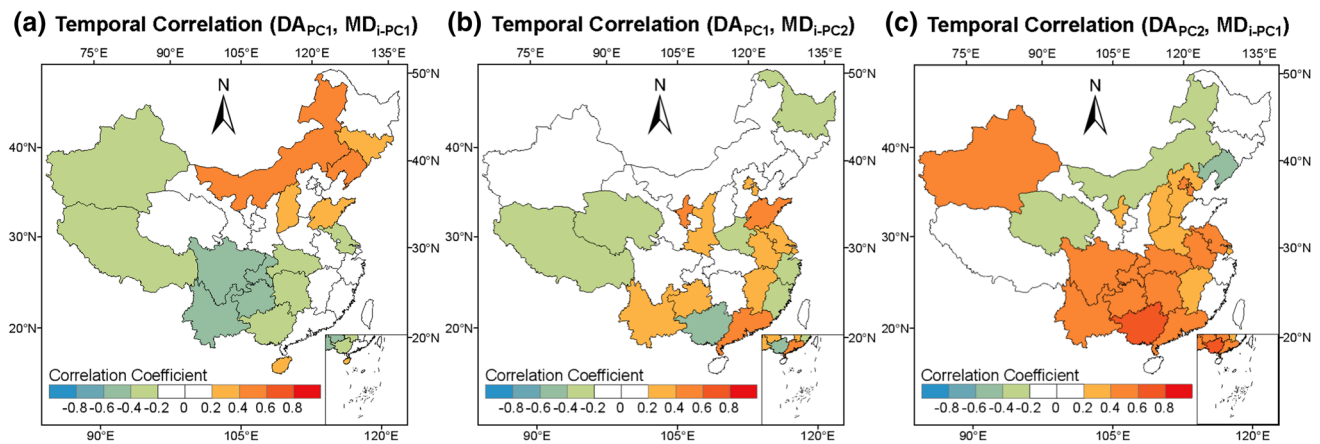 (a) Temporal Correlation (DAPC1, MDi-PC1)
75°E 90°E 105°E 120°E 135°E
N
50°N
40°N
40°N
30°N
30°N
20°N
20°N
Correlation Coefficient
-0.8 -0.6 -0.4 -0.2 0 0.2 0.4 0.6 0.8
90°E 105°E 120°E
(b) Temporal Correlation (DAPC1, MDi-PC2)
75°E 90°E 105°E 120°E 135°E
N
50°N
40°N
40°N
30°N
30°N
20°N
20°N
Correlation Coefficient
-0.8 -0.6 -0.4 -0.2 0 0.2 0.4 0.6 0.8
90°E 105°E 120°E
(c) Temporal Correlation (DAPC2, MDi-PC1)
75°E 90°E 105°E 120°E 135°E
N
50°N
40°N
40°N
30°N
30°N
20°N
20°N
Correlation Coefficient
-0.8 -0.6 -0.4 -0.2 0 0.2 0.4 0.6 0.8
90°E 105°E 120°E